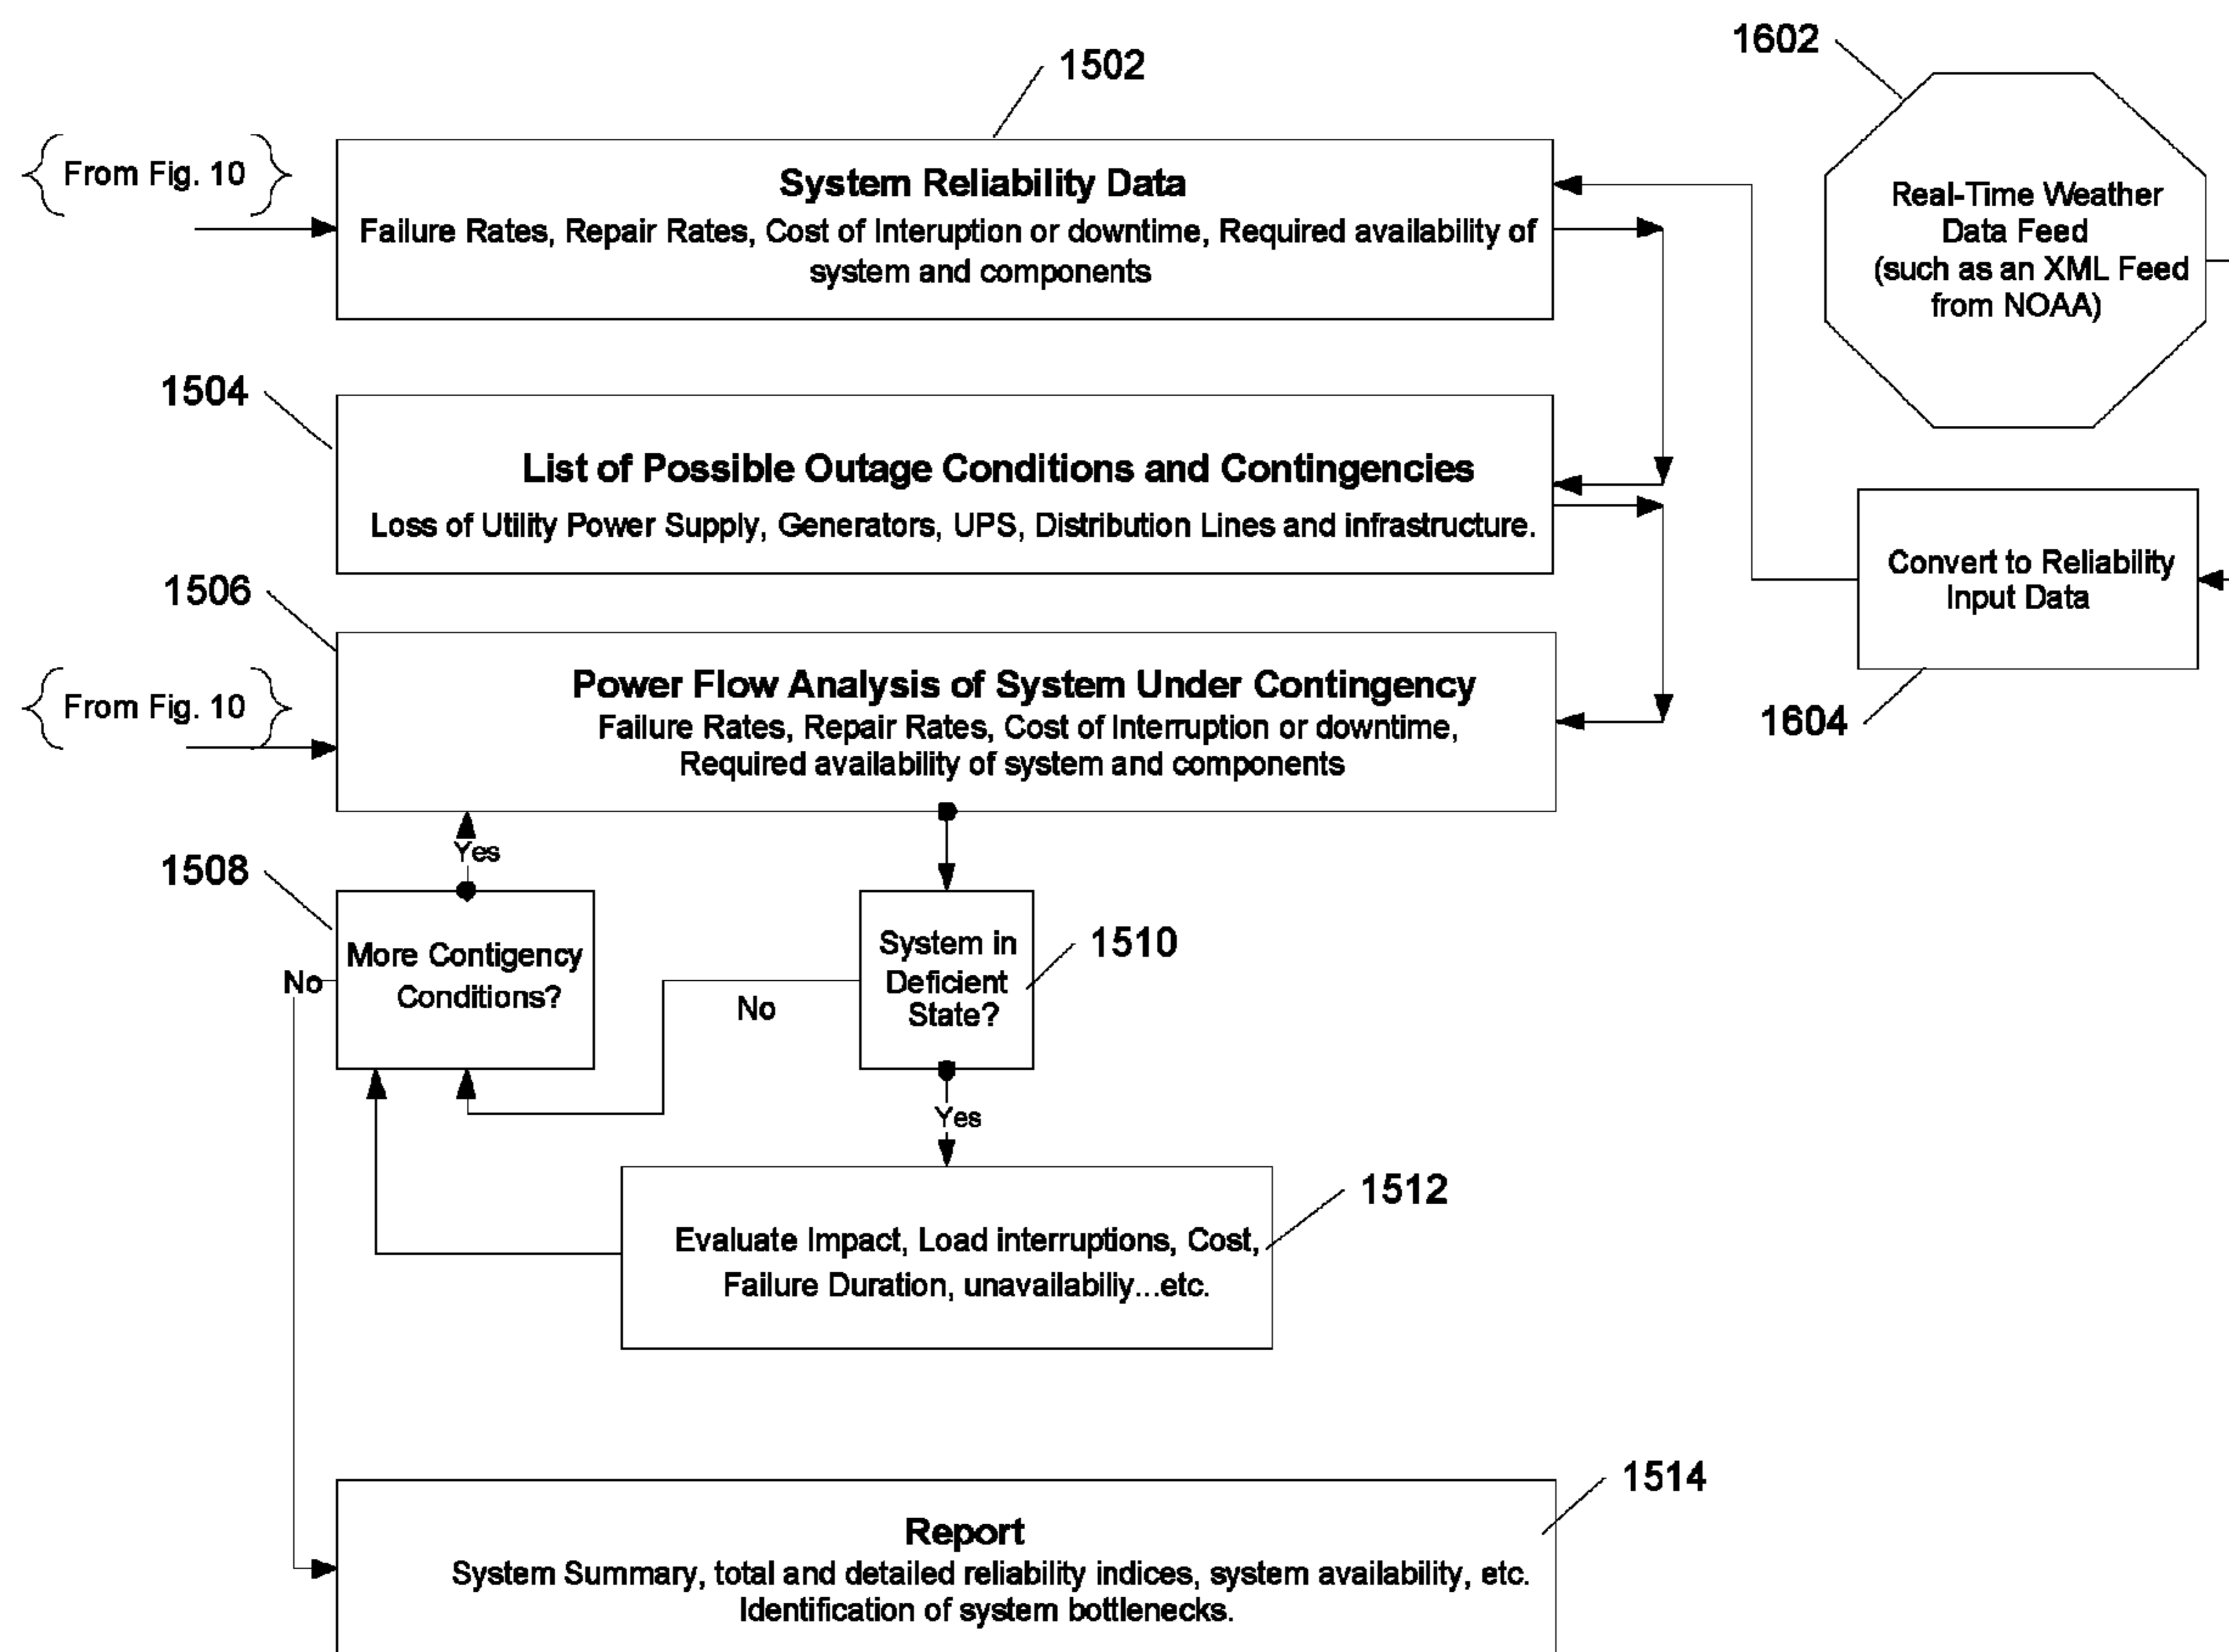 1502
1602
From Fig. 10
System Reliability Data
Failure Rates, Repair Rates, Cost of Interuption or downtime, Required availability of
system and components
Real-Time Weather
Data Feed
(such as an XML Feed
from NOAA)
1504
List of Possible Outage Conditions and Contingencies
Loss of Utility Power Supply, Generators, UPS, Distribution Lines and infrastructure.
Convert to Reliability
Input Data
1604
1506
From Fig. 10
Power Flow Analysis of System Under Contingency
Failure Rates, Repair Rates, Cost of Interruption or downtime,
Required availability of system and components
Yes
1508
More Contigency
Conditions?
No
System in
Deficient
State?
1510
No
Yes
1512
Evaluate Impact, Load interruptions, Cost,
Failure Duration, unavailabiliy...etc.
1514
Report
System Summary, total and detailed reliability indices, system availability, etc.
Identification of system bottlenecks.